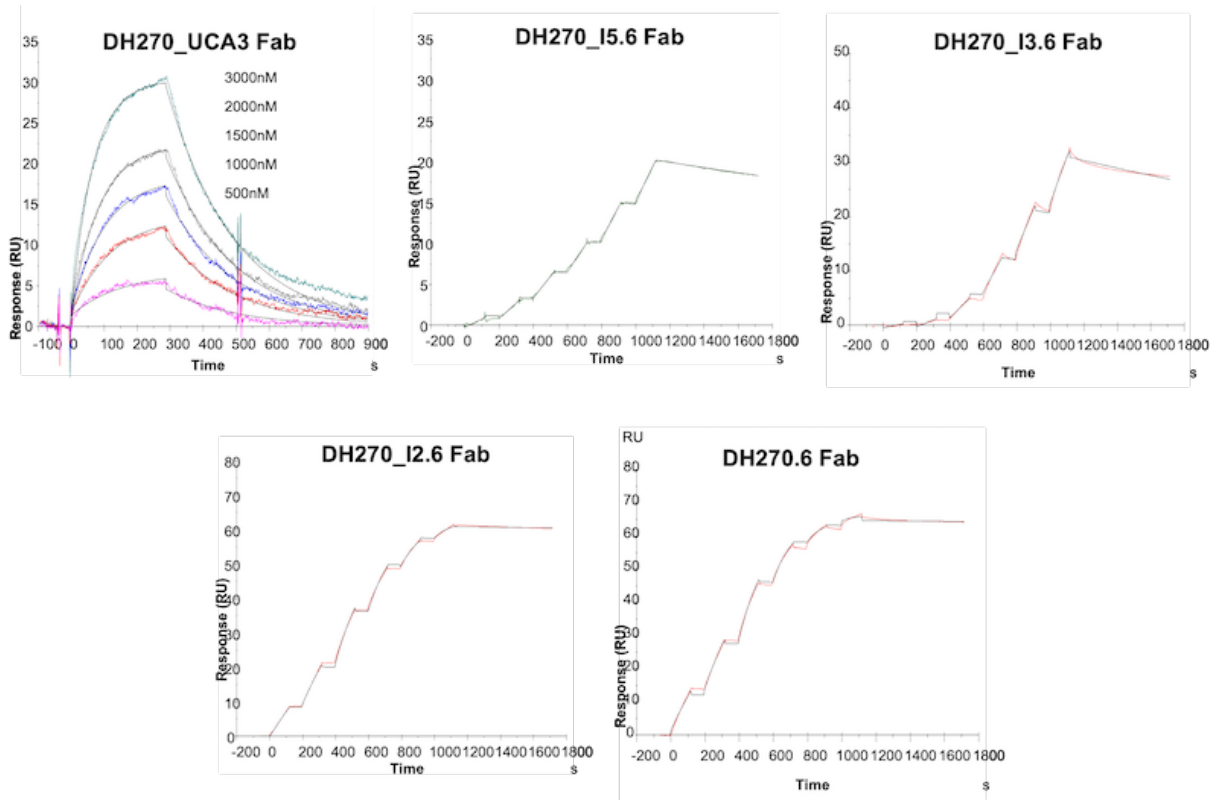 DH270_UCA3 Fab
35
30
25
20
15
10
5
0
3000nM
2000nM
1500nM
1000nM
500nM
Response (RU)
-100 0 100 200 300 400 500 600 700 800 900
Time
s
DH270_I5.6 Fab
35
30
25
20
15
10
5
0
Response (RU)
-200 0 200 400 600 800 1000 1200 1400 1600 1800
Time
s
DH270_I3.6 Fab
50
40
30
20
10
0
Response (RU)
-200 0 200 400 600 800 1000 1200 1400 1600 1800
Time
s
DH270_I2.6 Fab
80
70
60
50
40
30
20
10
0
Response (RU)
-200 0 200 400 600 800 1000 1200 1400 1600 1800
Time
s
RU
DH270.6 Fab
80
70
60
50
40
30
20
10
0
Response (RU)
-200 0 200 400 600 800 1000 1200 1400 1600 1800
Time
s